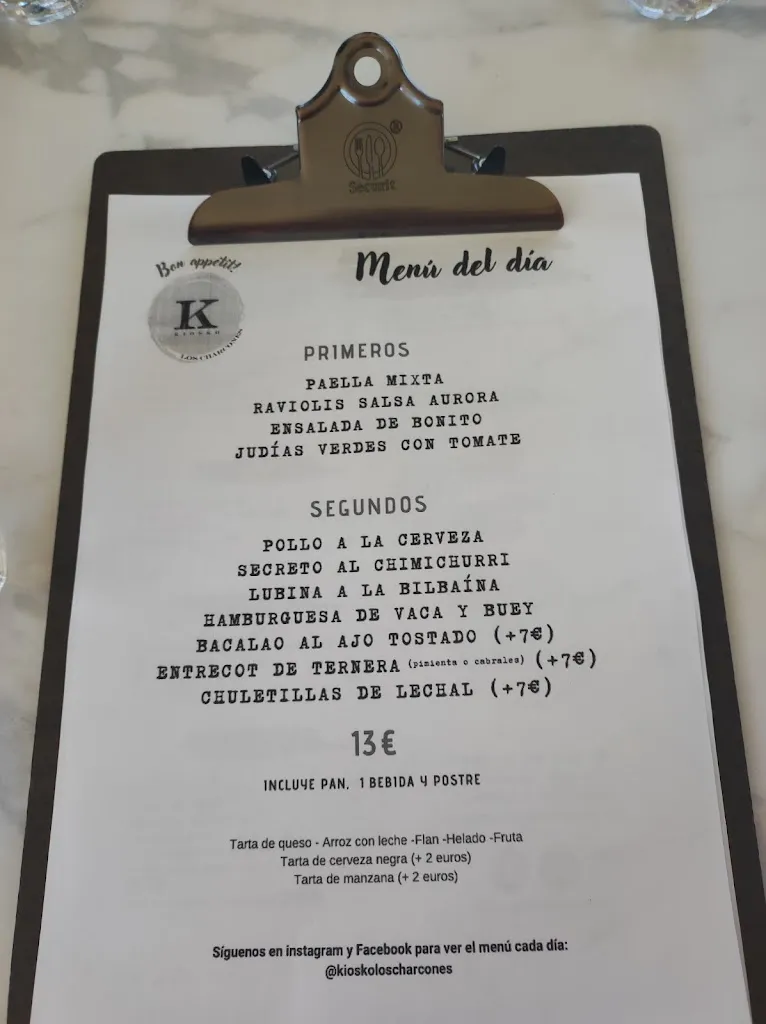 Securit
®
Bon appétit!
K
KIOSKO
LOS CHARCONES
Menú del día
PRIMEROS
PAELLA MIXTA
RAVIOLIS SALSA AURORA
ENSALADA DE BONITO
JUDÍAS VERDES CON TOMATE
SEGUNDOS
POLLO A LA CERVEZA
SECRETO AL CHIMICHURRI
LUBINA A LA BILBAÍNA
HAMBURGUESA DE VACA Y BUEY
BACALAO AL AJO TOSTADO (+7€)
ENTRECOT DE TERNERA (pimienta o cabrales) (+7€)
CHULETILLAS DE LECHAL (+7€)
13€
INCLUYE PAN, 1 BEBIDA Y POSTRE
Tarta de queso - Arroz con leche -Flan -Helado -Fruta
Tarta de cerveza negra (+ 2 euros)
Tarta de manzana (+ 2 euros)
Síguenos en instagram y Facebook para ver el menú cada día:
@kioskoloscharcones